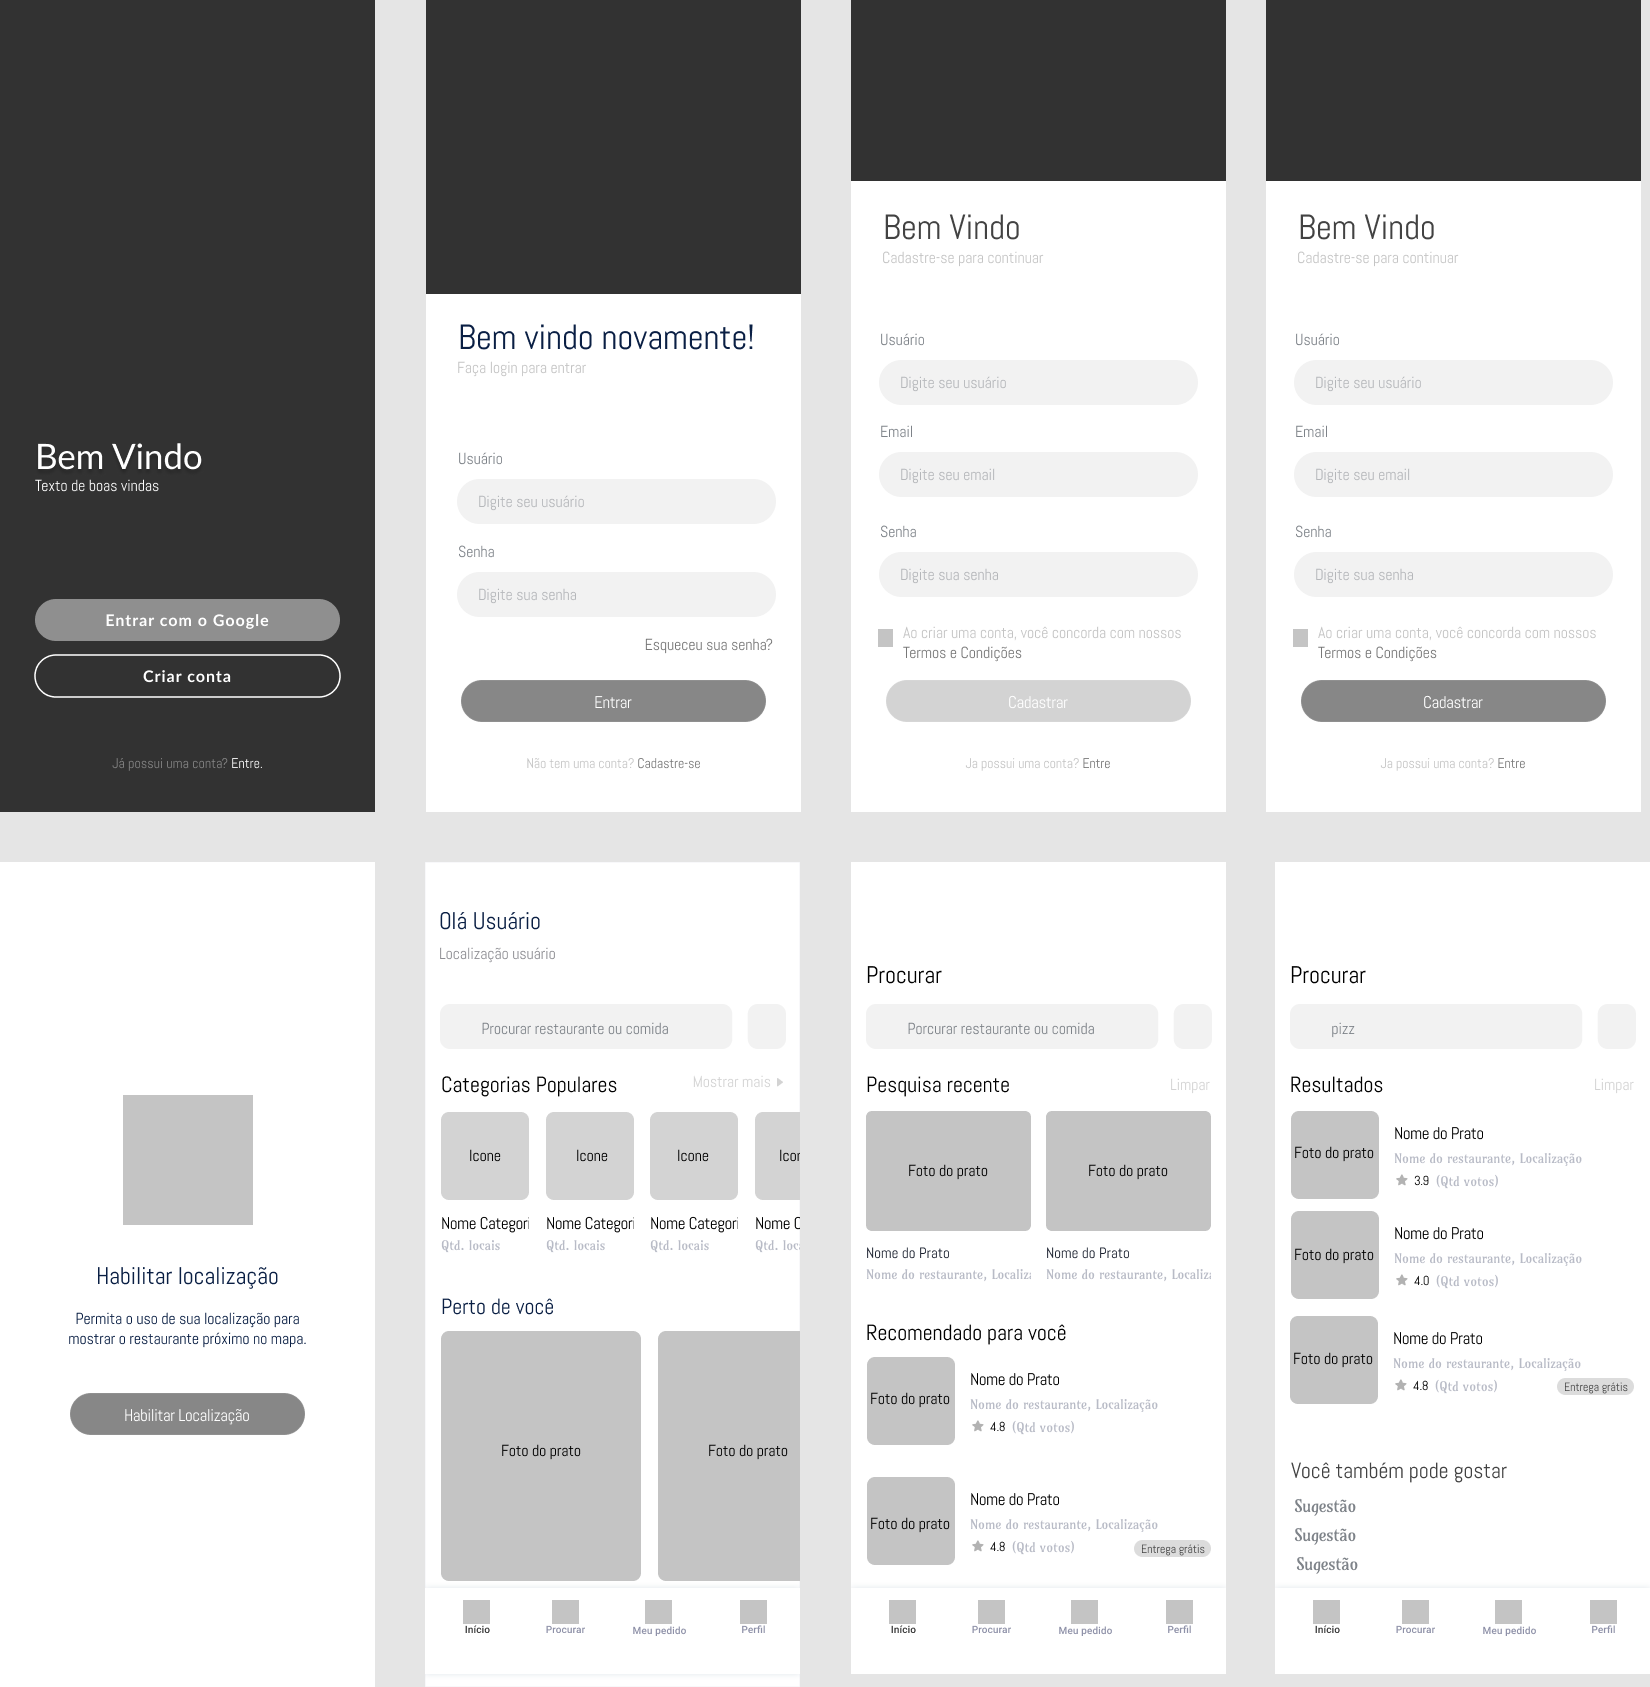 Bem Vindo
Texto de boas vindas
Entrar com o Google
Criar conta
Já possui uma conta? Entre.
Bem vindo novamente!
Faça login para entrar
Usuário
Digite seu usuário
Senha
Digite sua senha
Esqueceu sua senha?
Entrar
Não tem uma conta? Cadastre-se
Bem Vindo
Cadastre-se para continuar
Usuário
Digite seu usuário
Email
Digite seu email
Senha
Digite sua senha
Ao criar uma conta, você concorda com nossos
Termos e Condições
Cadastrar
Ja possui uma conta? Entre
Bem Vindo
Cadastre-se para continuar
Usuário
Digite seu usuário
Email
Digite seu email
Senha
Digite sua senha
Ao criar uma conta, você concorda com nossos
Termos e Condições
Cadastrar
Ja possui uma conta? Entre
Habilitar localização
Permita o uso de sua localização para
mostrar o restaurante próximo no mapa.
Habilitar Localização
Olá Usuário
Localização usuário
Procurar restaurante ou comida
Categorias Populares Mostrar mais
Icone Icone Icone Icor
Nome Categori Nome Categori Nome Categori Nome C
Qtd. locais Qtd. locais Qtd. locais Qtd. loc
Perto de você
Foto do prato Foto do prato
Início Procurar Meu pedido Perfil
Procurar
Porcurar restaurante ou comida
Pesquisa recente Limpar
Foto do prato Foto do prato
Nome do Prato Nome do Prato
Nome do restaurante, Localiza Nome do restaurante, Localiza
Recomendado para você
Foto do prato
Nome do Prato
Nome do restaurante, Localização
4.8 (Qtd votos)
Foto do prato
Nome do Prato
Nome do restaurante, Localização
4.8 (Qtd votos) Entrega grátis
Início Procurar Meu pedido Perfil
Procurar
pizz
Resultados Limpar
Foto do prato
Nome do Prato
Nome do restaurante, Localização
3.9 (Qtd votos)
Foto do prato
Nome do Prato
Nome do restaurante, Localização
4.0 (Qtd votos)
Foto do prato
Nome do Prato
Nome do restaurante, Localização
4.8 (Qtd votos) Entrega grátis
Você também pode gostar
Sugestão
Sugestão
Sugestão
Início Procurar Meu pedido Perfil